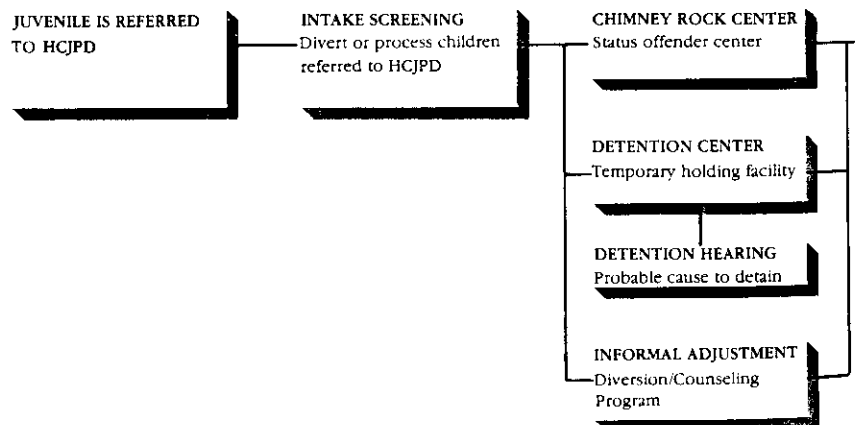 JUVENILE IS REFERRED
TO HCJPD
INTAKE SCREENING
Divert or process children
referred to HCJPD
CHIMNEY ROCK CENTER
Status offender center
DETENTION CENTER
Temporary holding facility
DETENTION HEARING
Probable cause to detain
INFORMAL ADJUSTMENT
Diversion/Counseling
Program